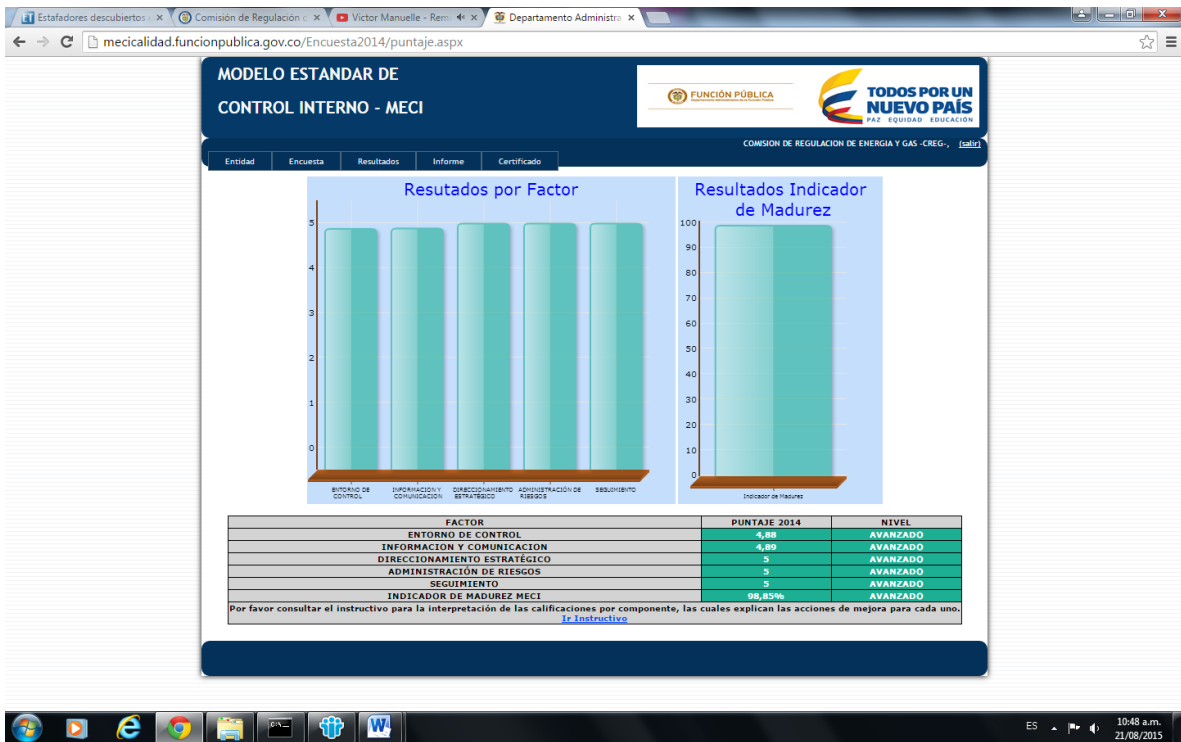 Estafadores descubiertos
Comisión de Regulación
Victor Manuelle - Rem
Departamento Administra
mecicalidad.funcionpublica.gov.co/Encuesta2014/puntaje.aspx
MODELO ESTANDAR DE
CONTROL INTERNO - MECI
FUNCIÓN PÚBLICA
TODOS POR UN
NUEVO PAÍS
PAZ EQUIDAD EDUCACIÓN
COMISION DE REGULACION DE ENERGIA Y GAS -CREG-, (salir)
Entidad Encuesta Resultados Informe Certificado
Resutados por Factor
5
4
3
2
1
0
ENTORNO DE CONTROL
INFORMACION Y COMUNICACION
DIRECCIONAMIENTO ESTRATÉGICO
ADMINISTRACIÓN DE RIESGOS
SEGUIMIENTO
Resultados Indicador
de Madurez
100
90
80
70
60
50
40
30
20
10
0
Indicador de Madurez
FACTOR PUNTAJE 2014 NIVEL
ENTORNO DE CONTROL 4,88 AVANZADO
INFORMACION Y COMUNICACION 4,89 AVANZADO
DIRECCIONAMIENTO ESTRATÉGICO 5 AVANZADO
ADMINISTRACIÓN DE RIESGOS 5 AVANZADO
SEGUIMIENTO 5 AVANZADO
INDICADOR DE MADUREZ MECI 98,85% AVANZADO
Por favor consultar el instructivo para la interpretación de las calificaciones por componente, las cuales explican las acciones de mejora para cada uno.
Ir Instructivo
ES
10:48 a.m.
21/08/2015